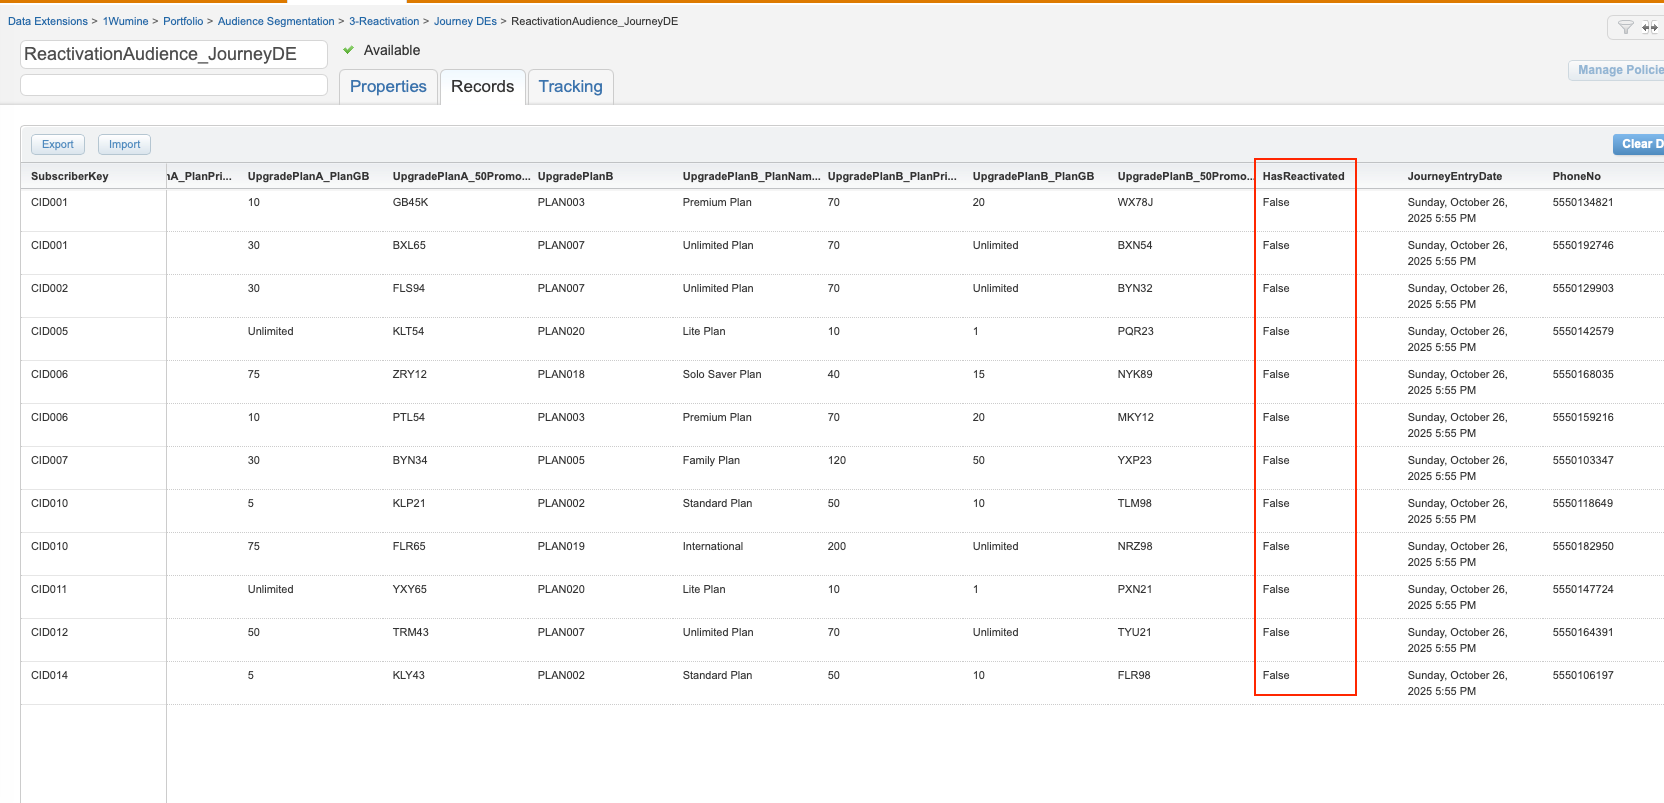 Data Extensions > 1Wumine > Portfolio > Audience Segmentation > 3-Reactivation > Journey DEs > ReactivationAudience_JourneyDE
ReactivationAudience_JourneyDE
Available
Manage Policie
Properties Records Tracking
Export Import Clear D
SubscriberKey ıA_PlanPri... UpgradePlanA_PlanGB UpgradePlanA_50Promo... UpgradePlanB UpgradePlanB_PlanNam... UpgradePlanB_PlanPri... UpgradePlanB_PlanGB UpgradePlanB_50Promo... HasReactivated JourneyEntryDate PhoneNo
CID001 10 GB45K PLAN003 Premium Plan 70 20 WX78J False Sunday, October 26, 5550134821
2025 5:55 PM
CID001 30 BXL65 PLAN007 Unlimited Plan 70 Unlimited BXN54 False Sunday, October 26, 5550192746
2025 5:55 PM
CID002 30 FLS94 PLAN007 Unlimited Plan 70 Unlimited BYN32 False Sunday, October 26, 5550129903
2025 5:55 PM
CID005 Unlimited KLT54 PLAN020 Lite Plan 10 1 PQR23 False Sunday, October 26, 5550142579
2025 5:55 PM
CID006 75 ZRY12 PLAN018 Solo Saver Plan 40 15 NYK89 False Sunday, October 26, 5550168035
2025 5:55 PM
CID006 10 PTL54 PLAN003 Premium Plan 70 20 MKY12 False Sunday, October 26, 5550159216
2025 5:55 PM
CID007 30 BYN34 PLAN005 Family Plan 120 50 YXP23 False Sunday, October 26, 5550103347
2025 5:55 PM
CID010 5 KLP21 PLAN002 Standard Plan 50 10 TLM98 False Sunday, October 26, 5550118649
2025 5:55 PM
CID010 75 FLR65 PLAN019 International 200 Unlimited NRZ98 False Sunday, October 26, 5550182950
2025 5:55 PM
CID011 Unlimited YXY65 PLAN020 Lite Plan 10 1 PXN21 False Sunday, October 26, 5550147724
2025 5:55 PM
CID012 50 TRM43 PLAN007 Unlimited Plan 70 Unlimited TYU21 False Sunday, October 26, 5550164391
2025 5:55 PM
CID014 5 KLY43 PLAN002 Standard Plan 50 10 FLR98 False Sunday, October 26, 5550106197
2025 5:55 PM